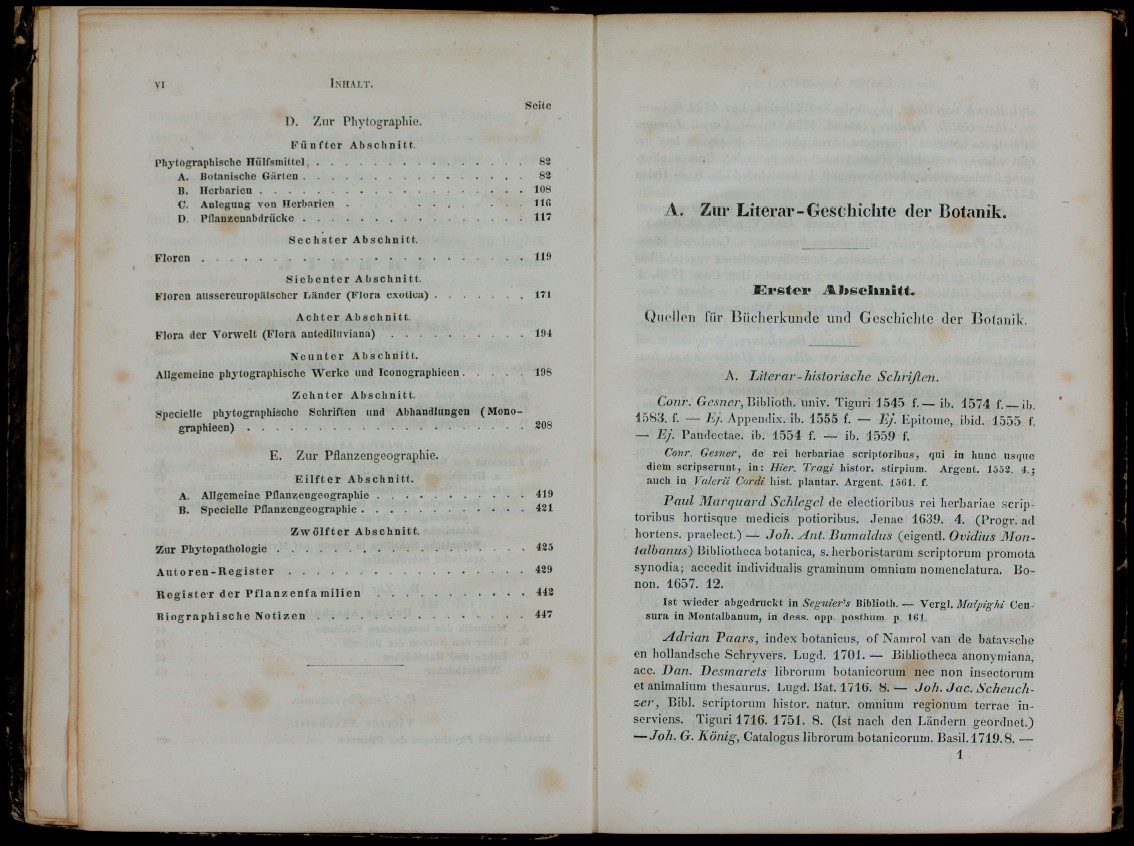 VI INHALT.
Seite
D. Zur Phytographie.
Fünfter Abschnitt.
Phytographische Hülfsmittel . . . . . . . . . . . . . . . 82
A. Botanische Gärten . . . . . . . . . . . . . . . . 82
B. Herbarien . . . . . . . . . . . . . . . . . . . 108
C. Anlegung von Herbarien . . . . . . . . . . . . . 116
D. Pflanzenabdrücke . . . . . . . . . . . . . . . . 117
Sechster Abschnitt.
Floren . . . . . . . . . . . . . . . . . . . . . . . 119
Siebenter Abschnitt.
Floren aussereuropäischer Länder (Flora exotica) . . . . . . . 171
Achter Abschnitt.
Flora der Vorwelt (Flora antediluviana) . . . . . . . . . . 194
Neunter Abschnitt.
Allgemeine phytographische Werke und Iconographieen . . . . . 198
Zehnter Abschnitt.
Specielle phytographische Schriften und Abhandlungen (Mono-
graphieen) . . . . . . . . . . . . . . . . . . . . 208
E. Zur Pflanzengeographie.
Eilfter Abschnitt.
A. Allgemeine Pflanzengeographie . . . . . . . . . . . 419
B. Specielle Pflanzengeographie . . . . . . . . . . . . 421
Zwölfter Abschnitt.
Zur Phytopathologie . . . . . . . . . . . . . . . . . . 425
Autoren-Register . . . . . . . . . . . . . . . . . 429
Register der Pflanzenfamilien . . . . . . . . . . . 442
Biographische Notizen . . . . . . . . . . . . . . . 447
A. Zur Literar-Geschichte der Botanik.
Erster Abschnitt.
Quellen für Bücherkunde und Geschichte der Botanik.
A. Literar-historische Schriften.
Conr. Gesner, Biblioth. univ. Tiguri 1545 f. — ib. 1574 f. — ib.
1583. f. — Ej. Appendix. ib. 1555 f. — Ej. Epitome, ibid. 1555 f.
— Ej. Pandectae. ib. 1554 f. — ib. 1559 f.
Conr. Gesner, de rei herbariae scriptoribus, qui in hunc usque
diem scripserunt, in: Hier. Tragi histor. stirpium. Argent. 1552. 4.;
auch in Valerii Cordi hist. plantar. Argent. 1561. f.
Paul Marquard Schlegel de electioribus rei herbariae scrip-
toribus hortisque medicis potioribus. Jenae 1639. 4. (Progr. ad
hortens. praelect.) — Joh. Ant. Bumaldus (eigentl. Ovidius Mon-
talbanus) Bibliotheca botanica, s. herboristarum scriptorum promota
synodia; accedit individualis graminum omnium nomenclatura. Bo-
non. 1657. 12.
Ist wieder abgedruckt in Seguier's Biblioth. — Vergl. Malpighi Cen-
sura in Montalbanum, in dess. opp. posthum. p. 161.
Adrian Paars, index botanicus, of Namrol van de batavsche
en hollandsche Schryvers. Lugd. 1701. — Bibliotheca anonymiana,
acc. Dan. Desmarets librorum botanicorum nec non insectorum
et animalium thesaurus. Lugd. Bat. 1716. 8. — Joh. Jac. Scheuch-
zer, Bibl. scriptorum histor. natur. omnium regionum terrae in-
serviens. Tiguri 1716. 1751. 8. (Ist nach den Ländern geordnet.)
— Joh. G. König, Catalogus librorum botanicorum. Basil. 1719. 8. —
1